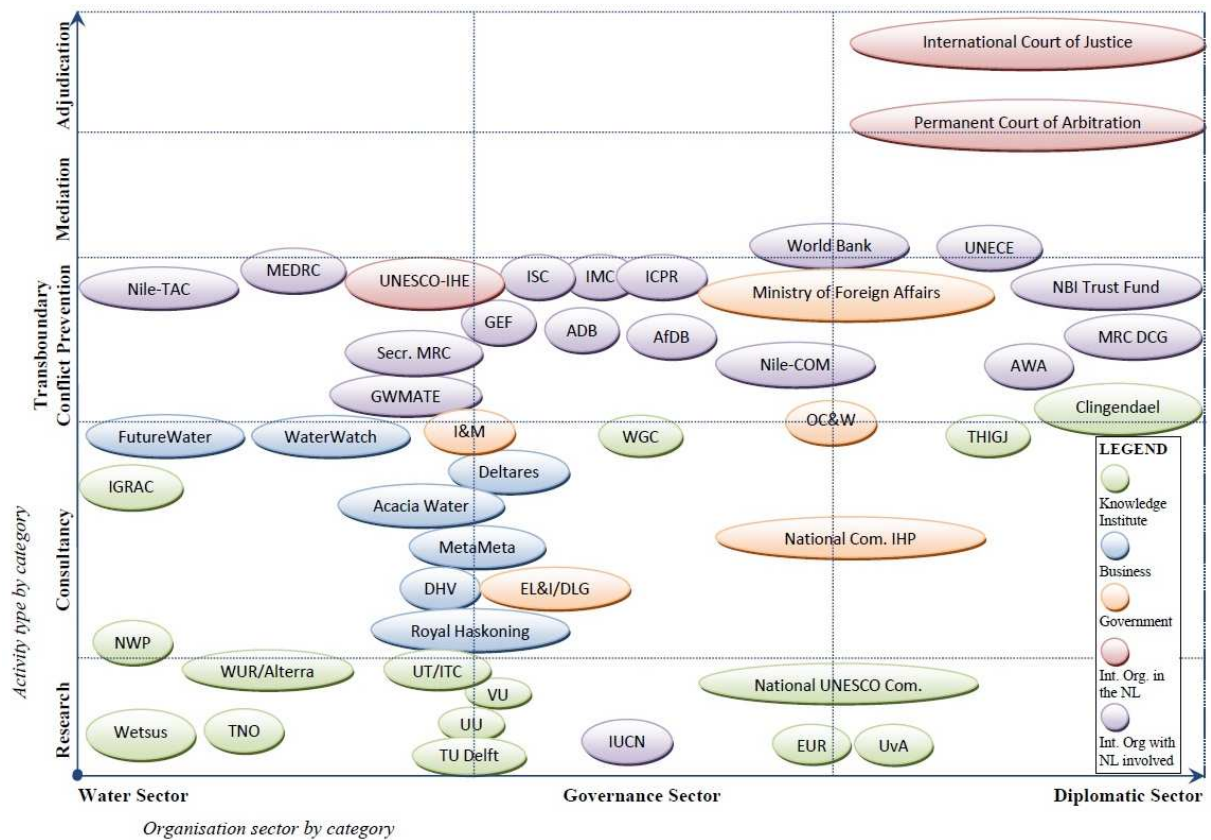 Adjudication
International Court of Justice
Permanent Court of Arbitration
Mediation
World Bank
UNECE
Transboundary
Conflict Prevention
MEDRC
Nile-TAC
UNESCO-IHE
ISC
IMC
ICPR
Ministry of Foreign Affairs
NBI Trust Fund
GEF
ADB
AfDB
MRC DCG
Secr. MRC
Nile-COM
AWA
GWMATE
Clingendael
Activity type by category
Consultancy
FutureWater
WaterWatch
I&M
WGC
OC&W
THIGJ
IGRAC
Deltares
Acacia Water
MetaMeta
National Com. IHP
DHV
EL&I/DLG
Royal Haskoning
NWP
Research
WUR/Alterra
UT/ITC
VU
National UNESCO Com.
Wetsus
TNO
UU
TU Delft
IUCN
EUR
UvA
LEGEND
Knowledge
Institute
Business
Government
Int. Org. in
the NL
Int. Org with
NL involved
Water Sector
Governance Sector
Diplomatic Sector
Organisation sector by category